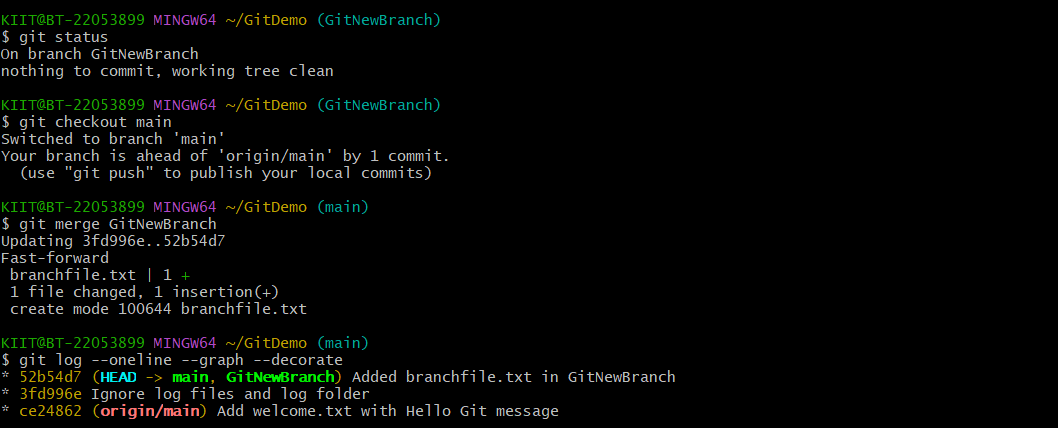 KIIT@BT-22053899 MINGW64 ~/GitDemo (GitNewBranch)
$ git status
On branch GitNewBranch
nothing to commit, working tree clean
KIIT@BT-22053899 MINGW64 ~/GitDemo (GitNewBranch)
$ git checkout main
Switched to branch 'main'
Your branch is ahead of 'origin/main' by 1 commit.
  (use "git push" to publish your local commits)
KIIT@BT-22053899 MINGW64 ~/GitDemo (main)
$ git merge GitNewBranch
Updating 3fd996e..52b54d7
Fast-forward
 branchfile.txt | 1 +
 1 file changed, 1 insertion(+)
 create mode 100644 branchfile.txt
KIIT@BT-22053899 MINGW64 ~/GitDemo (main)
$ git log --oneline --graph --decorate
* 52b54d7 (HEAD -> main, GitNewBranch) Added branchfile.txt in GitNewBranch
* 3fd996e Ignore log files and log folder
* ce24862 (origin/main) Add welcome.txt with Hello Git message